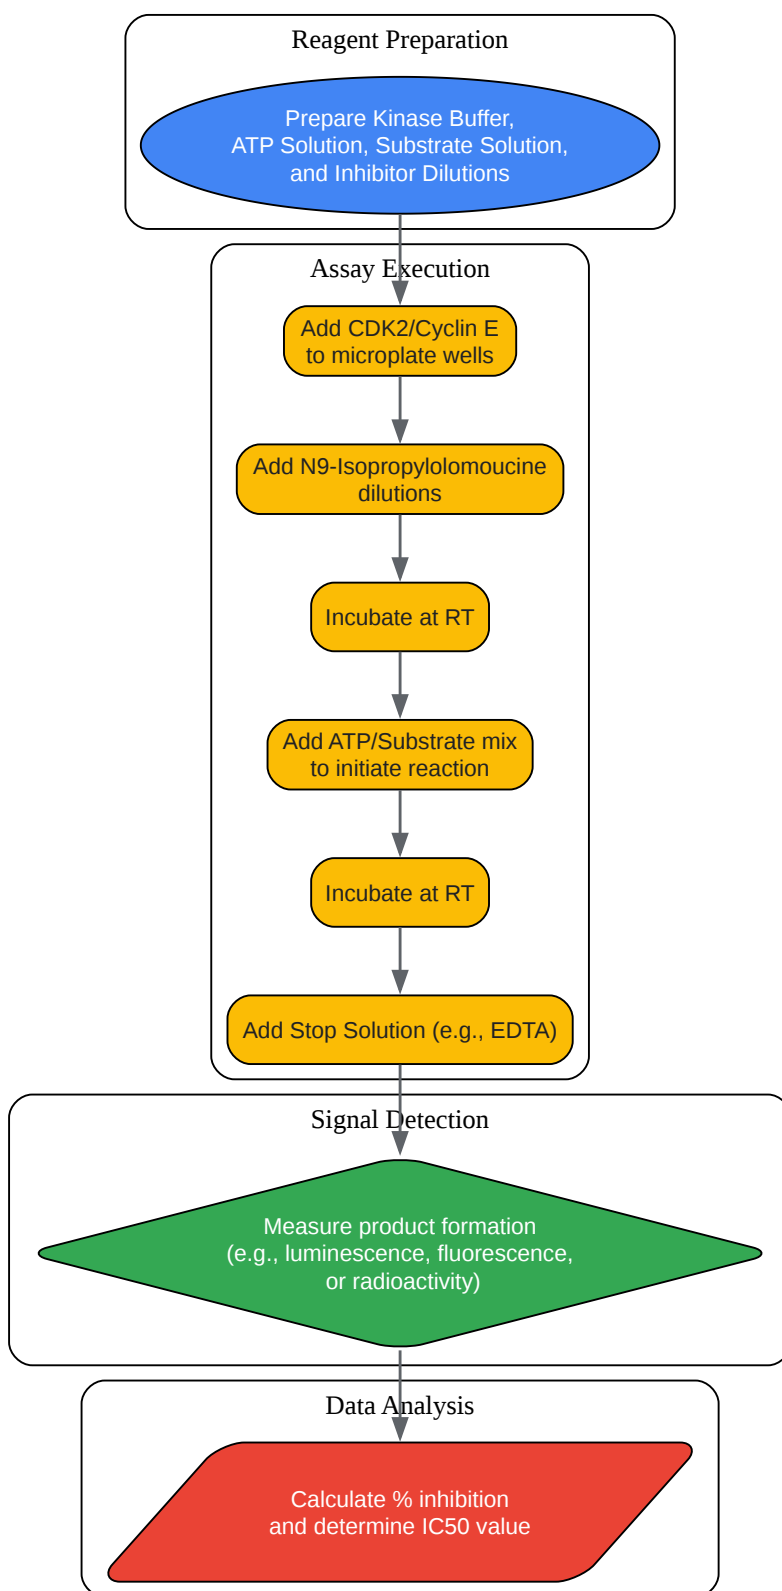 Reagent Preparation
Prepare Kinase Buffer,
ATP Solution, Substrate Solution,
and Inhibitor Dilutions
Assay Execution
Add CDK2/Cyclin E
to microplate wells
Add N9-Isopropylolomoucine
dilutions
Incubate at RT
Add ATP/Substrate mix
to initiate reaction
Incubate at RT
Add Stop Solution (e.g., EDTA)
Signal Detection
Measure product formation
(e.g., luminescence, fluorescence,
or radioactivity)
Data Analysis
Calculate % inhibition
and determine IC50 value